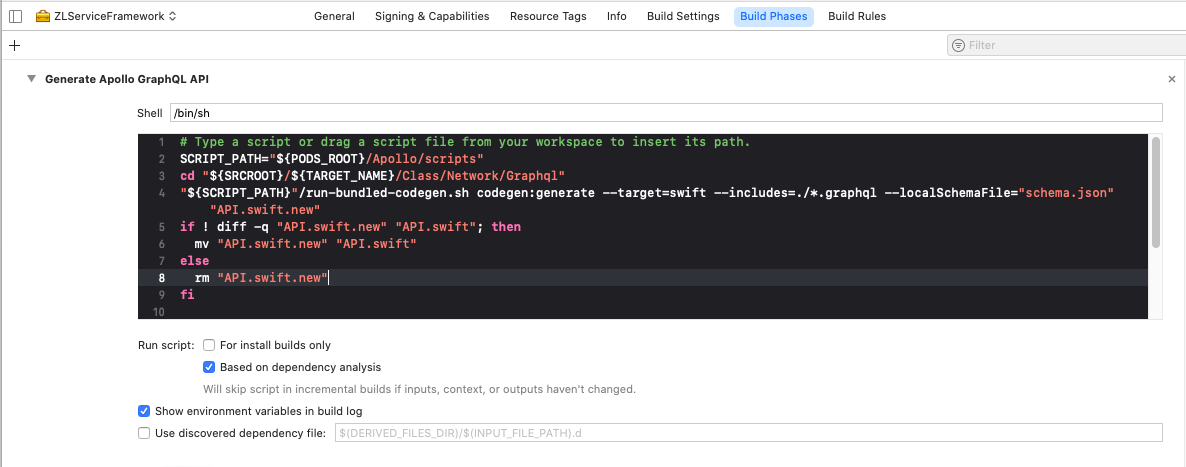 ZLServiceFramework
General Signing & Capabilities Resource Tags Info Build Settings Build Phases Build Rules
Filter
Generate Apollo GraphQL API
Shell /bin/sh
1 # Type a script or drag a script file from your workspace to insert its path.
2 SCRIPT_PATH="${PODS_ROOT}/Apollo/scripts"
3 cd "${SRCROOT}/${TARGET_NAME}/Class/Network/Graphql"
4 "${SCRIPT_PATH}"/run-bundled-codegen.sh codegen:generate --target=swift --includes=./*.graphql --localSchemaFile="schema.json"
"API.swift.new"
5 if ! diff -q "API.swift.new" "API.swift"; then
6 mv "API.swift.new" "API.swift"
7 else
8 rm "API.swift.new"
9 fi
10
Run script: For install builds only
Based on dependency analysis
Will skip script in incremental builds if inputs, context, or outputs haven't changed.
Show environment variables in build log
Use discovered dependency file: $(DERIVED_FILES_DIR)/$(INPUT_FILE_PATH).d